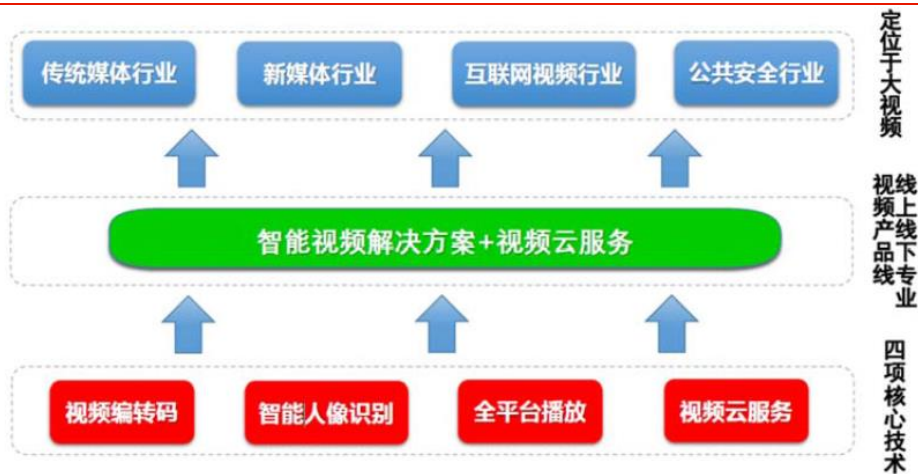 传统媒体行业
新媒体行业
互联网视频行业
公共安全行业
定位于大视频
智能视频解决方案+视频云服务
线上线下专业
视频产品线
视频编转码
智能人像识别
全平台播放
视频云服务
四项核心技术